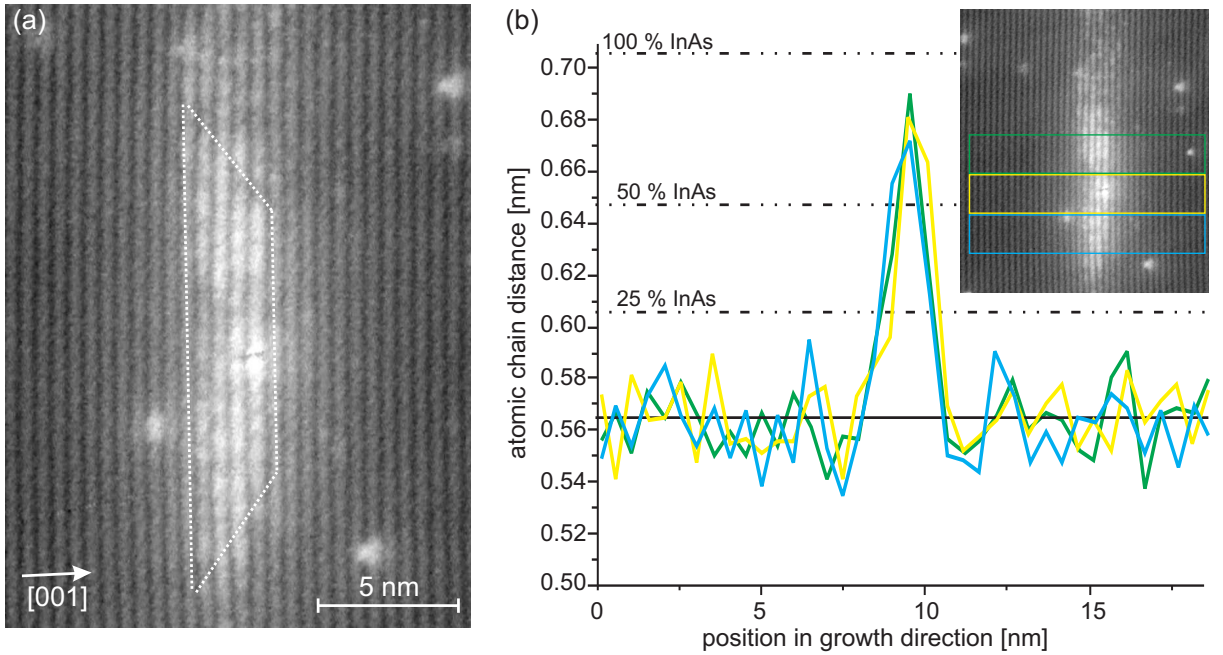 (a)
[001]
5 nm
(b)
100 % InAs
50 % InAs
25 % InAs
atomic chain distance [nm]
0.70
0.68
0.66
0.64
0.62
0.60
0.58
0.56
0.54
0.52
0.50
0
5
10
15
position in growth direction [nm]